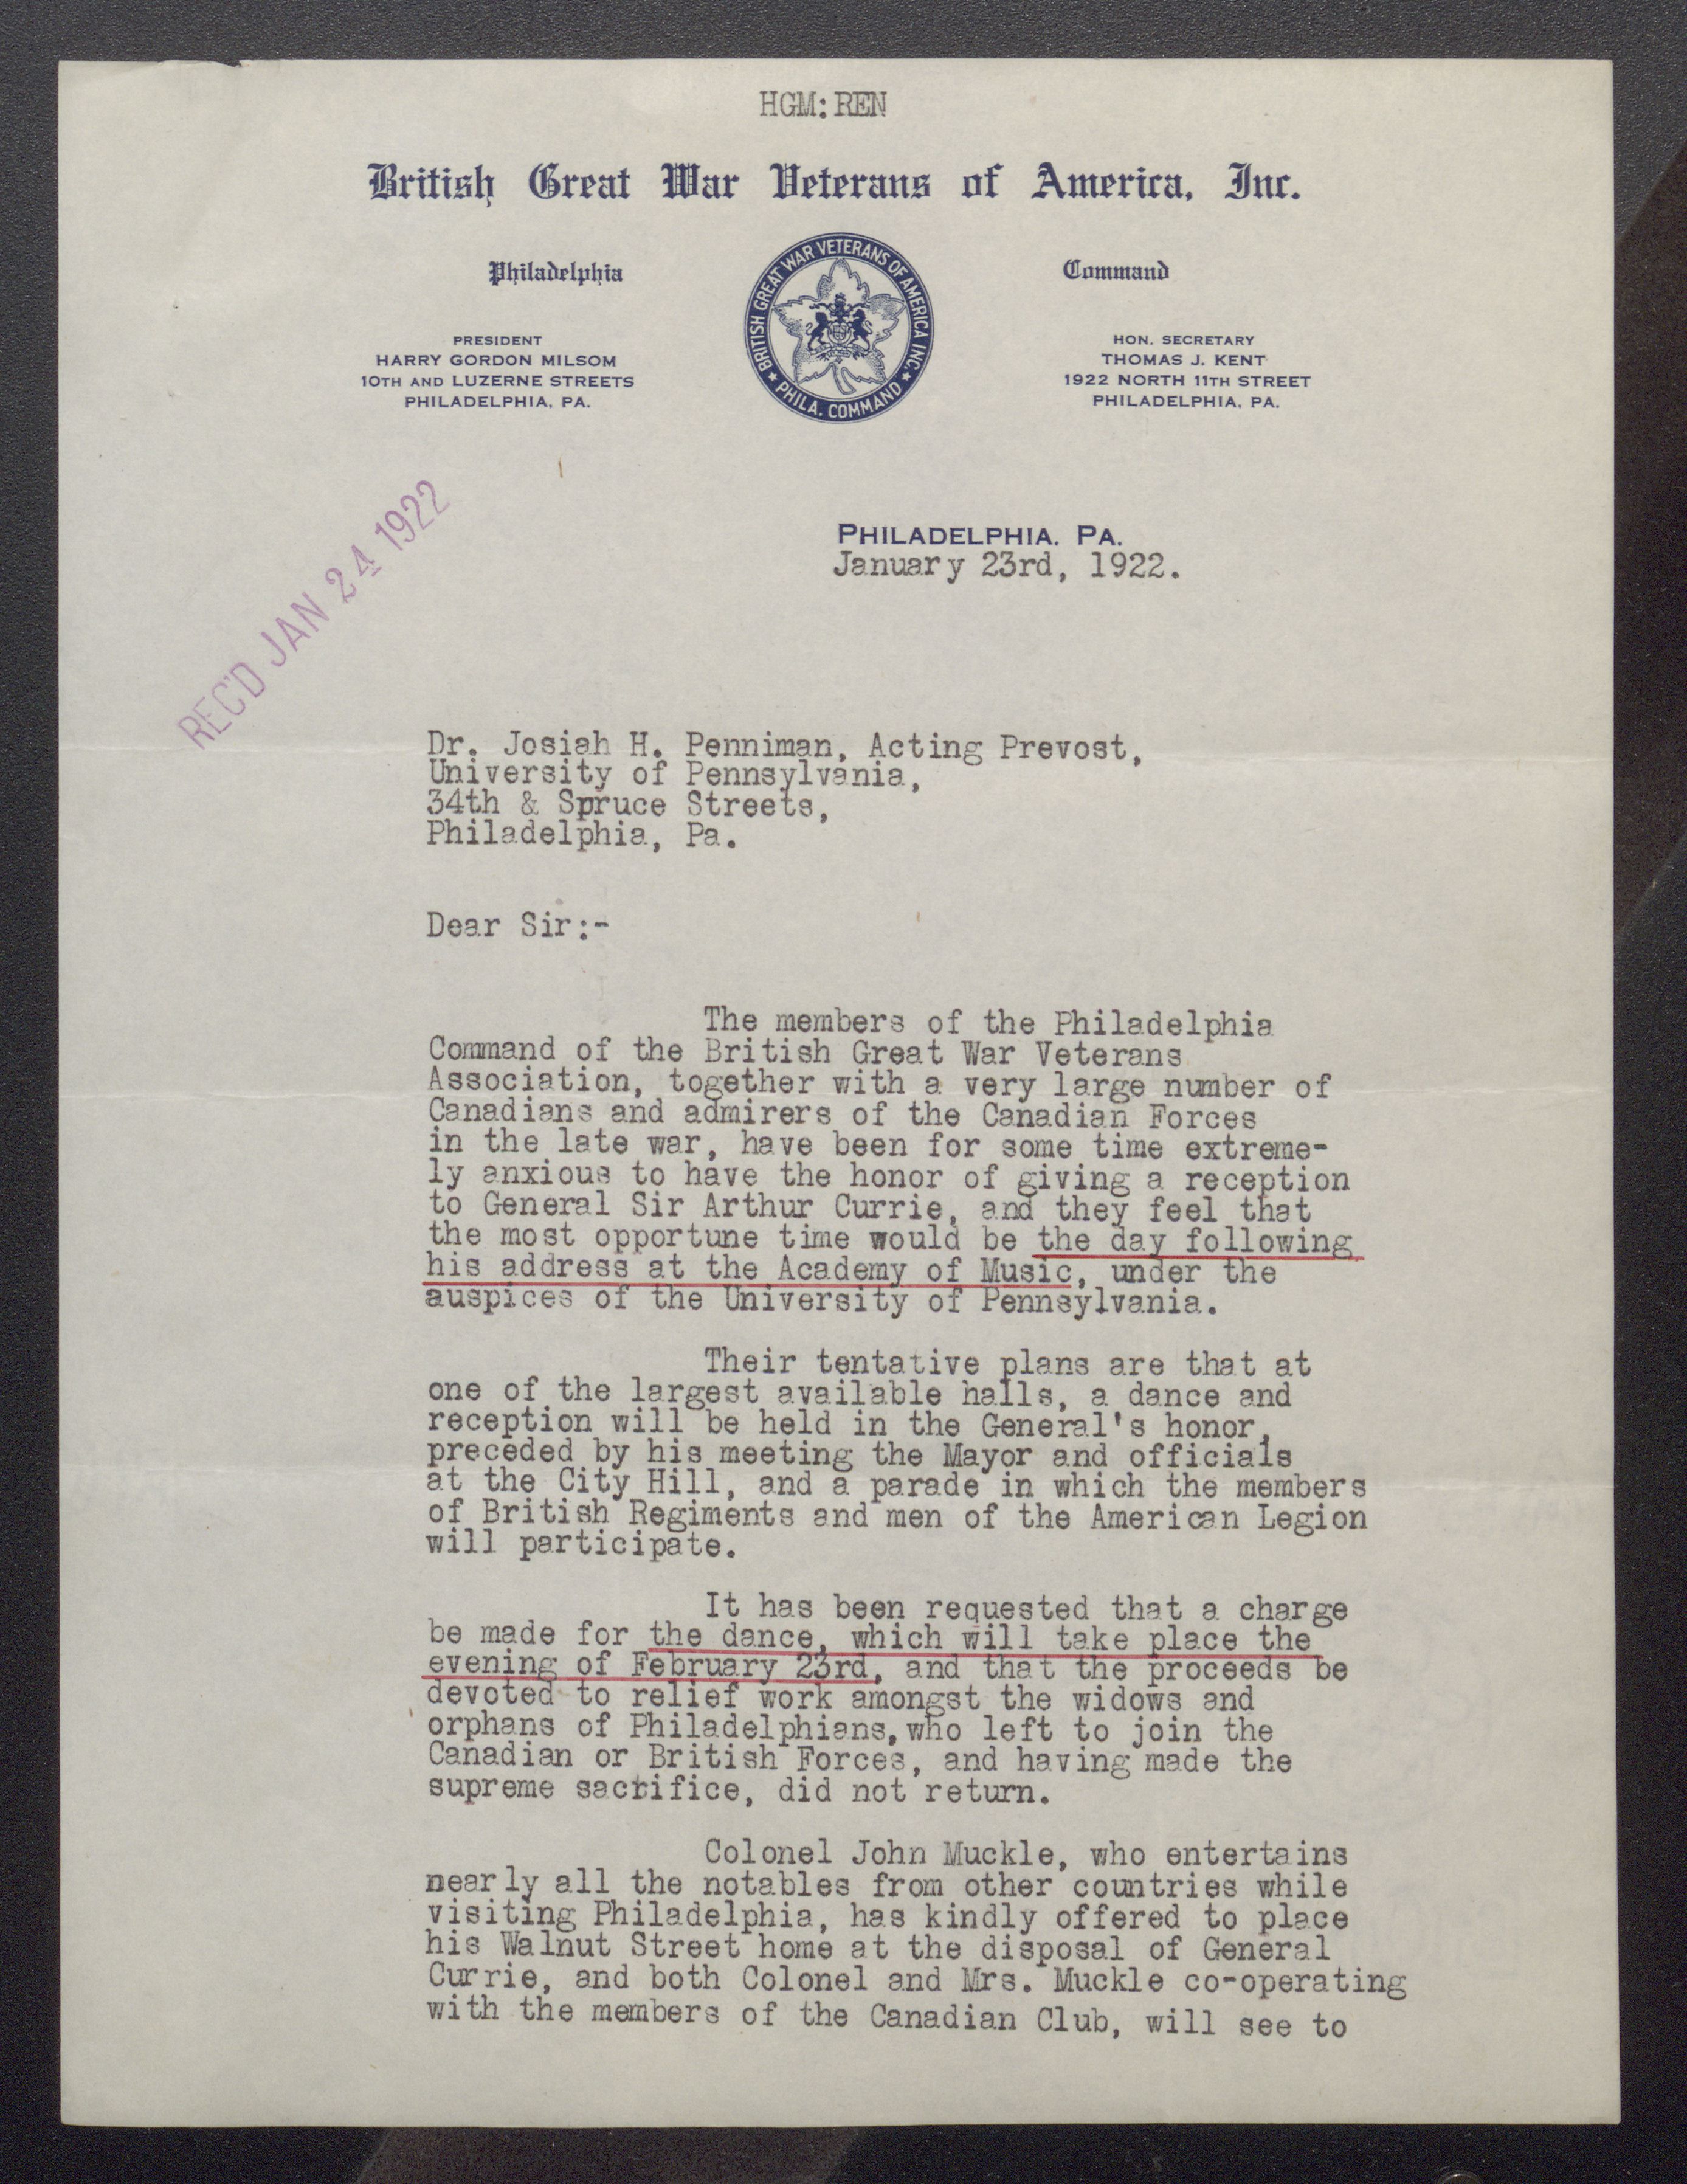 HGM:REN
British Great War Veterans of America, Inc.
Philadelphia
Command
BRITISH GREAT WAR VETERANS OF AMERICA INC.
★ PHILA. COMMAND ★
PRESIDENT
HARRY GORDON MILSOM
10TH AND LUZERNE STREETS
PHILADELPHIA, PA.
HON. SECRETARY
THOMAS J. KENT
1922 NORTH 11TH STREET
PHILADELPHIA, PA.
REC'D JAN 24 1922
PHILADELPHIA, PA.
January 23rd, 1922.
Dr. Josiah H. Penniman, Acting Prevost,
University of Pennsylvania,
34th & Spruce Streets,
Philadelphia, Pa.
Dear Sir:-
The members of the Philadelphia
Command of the British Great War Veterans
Association, together with a very large number of
Canadians and admirers of the Canadian Forces
in the late war, have been for some time extreme-
ly anxious to have the honor of giving a reception
to General Sir Arthur Currie, and they feel that
the most opportune time would be the day following
his address at the Academy of Music, under the
auspices of the University of Pennsylvania.
Their tentative plans are that at
one of the largest available halls, a dance and
reception will be held in the General's honor,
preceded by his meeting the Mayor and officials
at the City Hill, and a parade in which the members
of British Regiments and men of the American Legion
will participate.
It has been requested that a charge
be made for the dance, which will take place the
evening of February 23rd, and that the proceeds be
devoted to relief work amongst the widows and
orphans of Philadelphians, who left to join the
Canadian or British Forces, and having made the
supreme sacrifice, did not return.
Colonel John Muckle, who entertains
nearly all the notables from other countries while
visiting Philadelphia, has kindly offered to place
his Walnut Street home at the disposal of General
Currie, and both Colonel and Mrs. Muckle co-operating
with the members of the Canadian Club, will see to